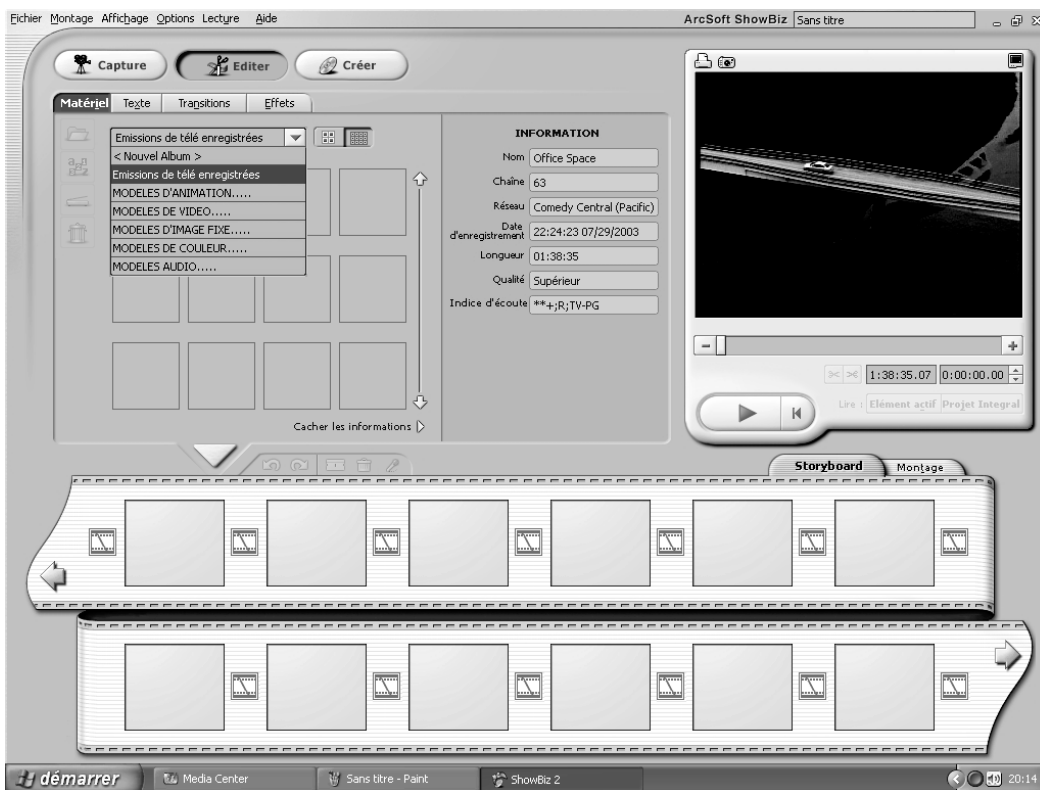 Fichier Montage Affichage Options Lecture Aide
ArcSoft ShowBiz Sans titre
Capture Editer Créer
Matériel Texte Transitions Effets
Emissions de télé enregistrées
< Nouvel Album >
Emissions de télé enregistrées
MODELES D'ANIMATION.....
MODELES DE VIDEO.....
MODELES D'IMAGE FIXE.....
MODELES DE COULEUR.....
MODELES AUDIO.....
Cacher les informations
INFORMATION
Nom Office Space
Chaîne 63
Réseau Comedy Central (Pacific)
Date d'enregistrement 22:24:23 07/29/2003
Longueur 01:38:35
Qualité Supérieur
Indice d'écoute **+;R;TV-PG
1:38:35.07 0:00:00.00
Lire : Elément actif Projet Integral
Storyboard Montage
démarrer Media Center Sans titre - Paint ShowBiz 2 20:14